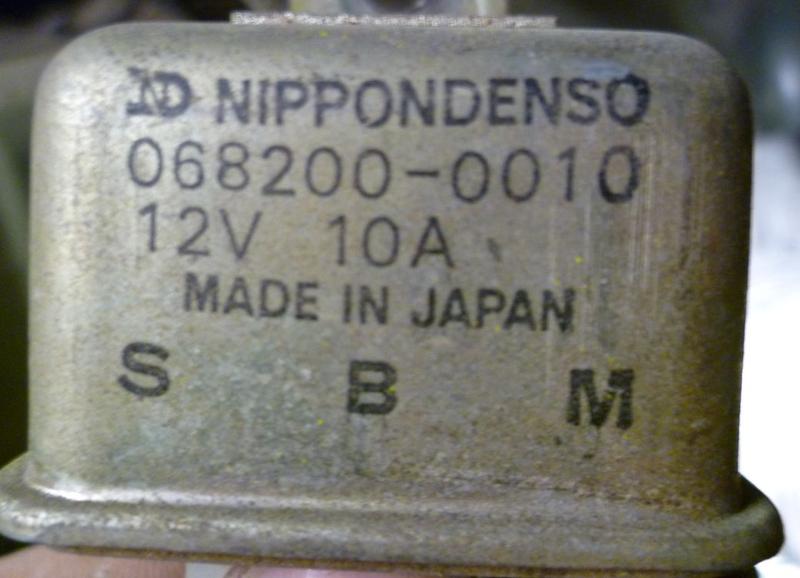 ND NIPPONDENSO
068200-0010
12V 10A
MADE IN JAPAN
S B M